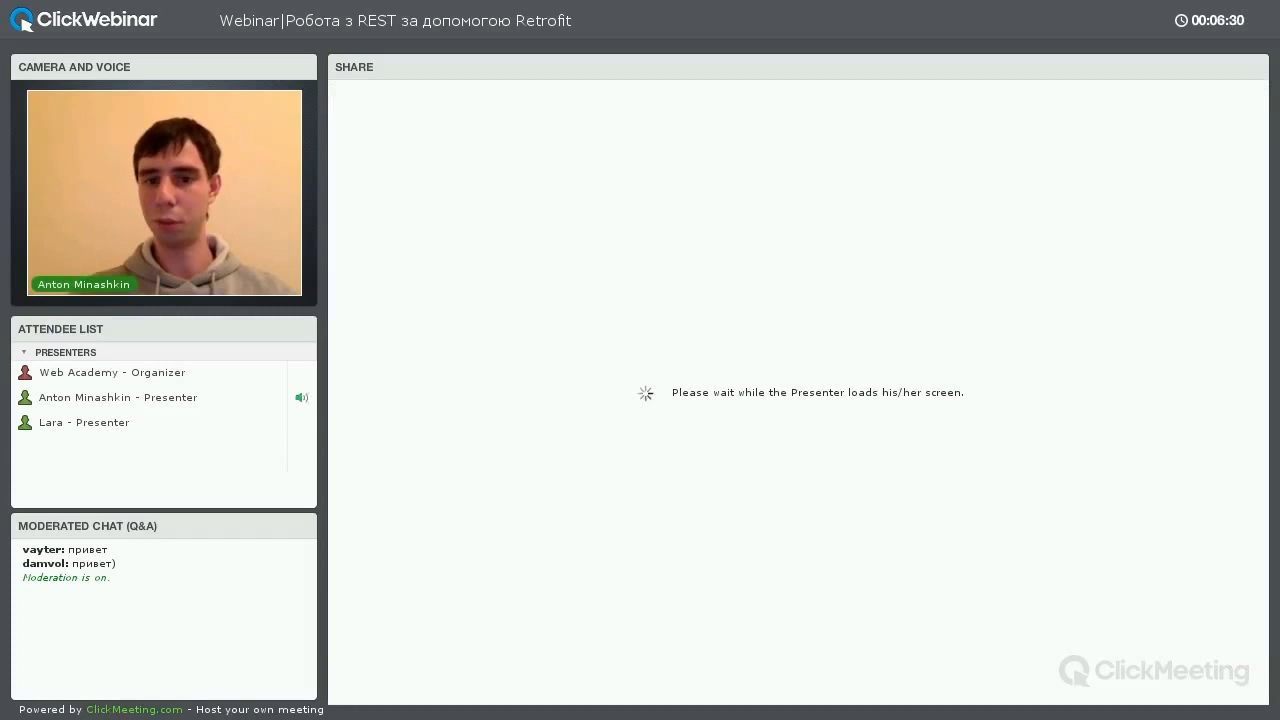 ClickWebinar
Webinar|Робота з REST за допомогою Retrofit
00:06:30
CAMERA AND VOICE
Anton Minashkin
ATTENDEE LIST
PRESENTERS
Web Academy - Organizer
Anton Minashkin - Presenter
Lara - Presenter
MODERATED CHAT (Q&A)
vayter: привет
damvol: привет)
Moderation is on.
SHARE
Please wait while the Presenter loads his/her screen.
ClickMeeting
Powered by ClickMeeting.com - Host your own meeting